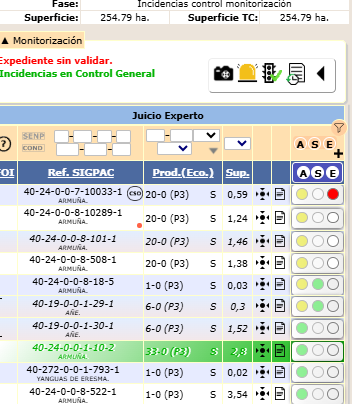 Fase: Incidencias control monitorización
Superficie: 254.79 ha. Superficie TC: 254.79 ha.
▲ Monitorización
Expediente sin validar.
Incidencias en Control General
Juicio Experto
?
SENP - - -
COND - -
A S E
+
FOI Ref. SIGPAC Prod.(Eco.) Sup. A S E
40-24-0-0-7-10033-1 CSO 20-0 (P3) S 0,59
ARMUÑA.
40-24-0-0-8-10289-1 20-0 (P3) S 1,24
ARMUÑA.
40-24-0-0-8-101-1 20-0 (P3) S 1,46
ARMUÑA.
40-24-0-0-8-508-1 20-0 (P3) S 1,38
ARMUÑA.
40-24-0-0-8-18-5 1-0 (P3) S 0,03
ARMUÑA.
40-19-0-0-1-29-1 6-0 (P3) S 0,3
AÑE.
40-19-0-0-1-30-1 6-0 (P3) S 1,52
AÑE.
40-24-0-0-1-10-2 33-0 (P3) S 2,8
ARMUÑA.
40-272-0-0-1-793-1 1-0 (P3) S 0,02
YANGUAS DE ERESMA.
40-24-0-0-8-522-1 1-0 (P3) S 3,54
ARMUÑA.